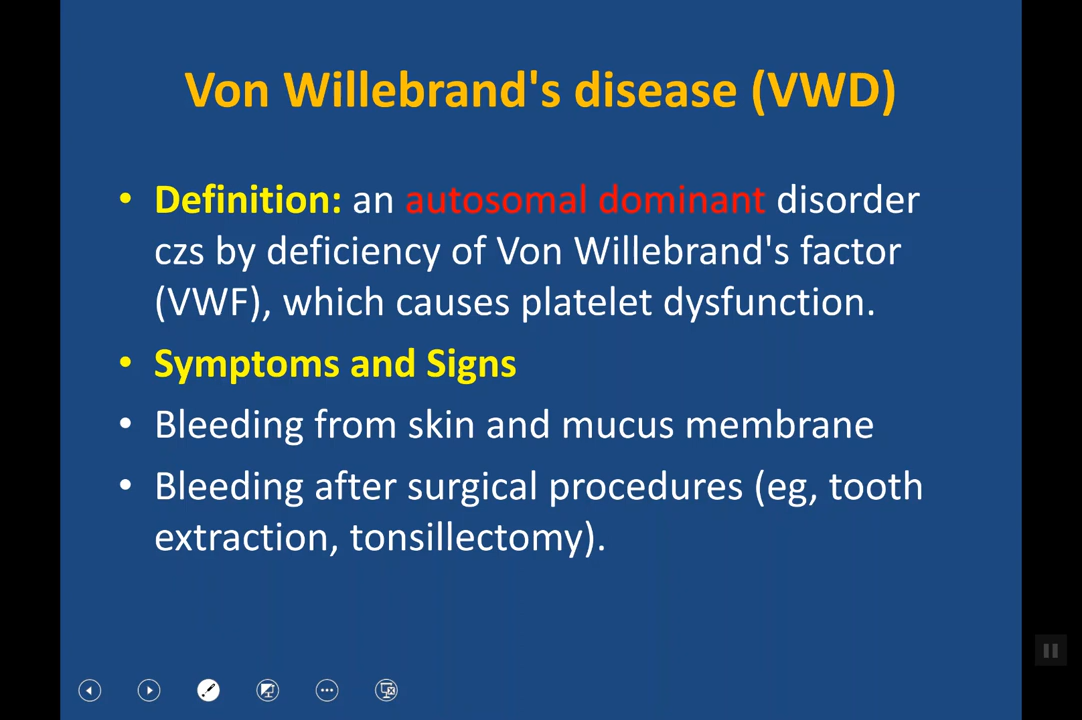 Von Willebrand's disease (VWD)
• Definition: an autosomal dominant disorder
czs by deficiency of Von Willebrand's factor
(VWF), which causes platelet dysfunction.
• Symptoms and Signs
• Bleeding from skin and mucus membrane
• Bleeding after surgical procedures (eg, tooth
extraction, tonsillectomy).